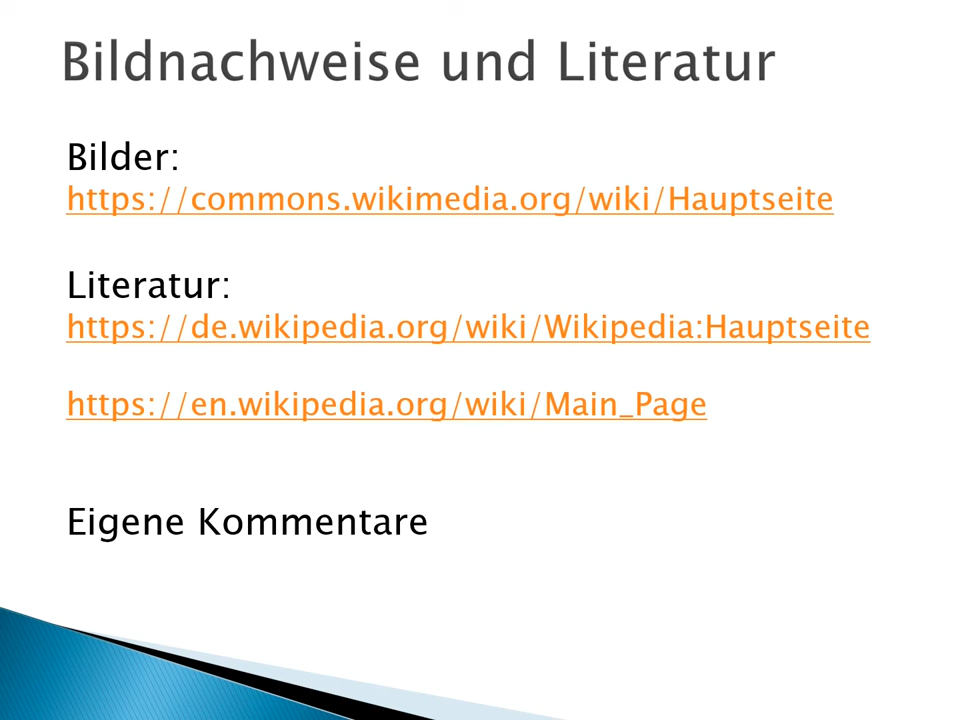 Bildnachweise und Literatur
Bilder:
https://commons.wikimedia.org/wiki/Hauptseite
Literatur:
https://de.wikipedia.org/wiki/Wikipedia:Hauptseite
https://en.wikipedia.org/wiki/Main_Page
Eigene Kommentare